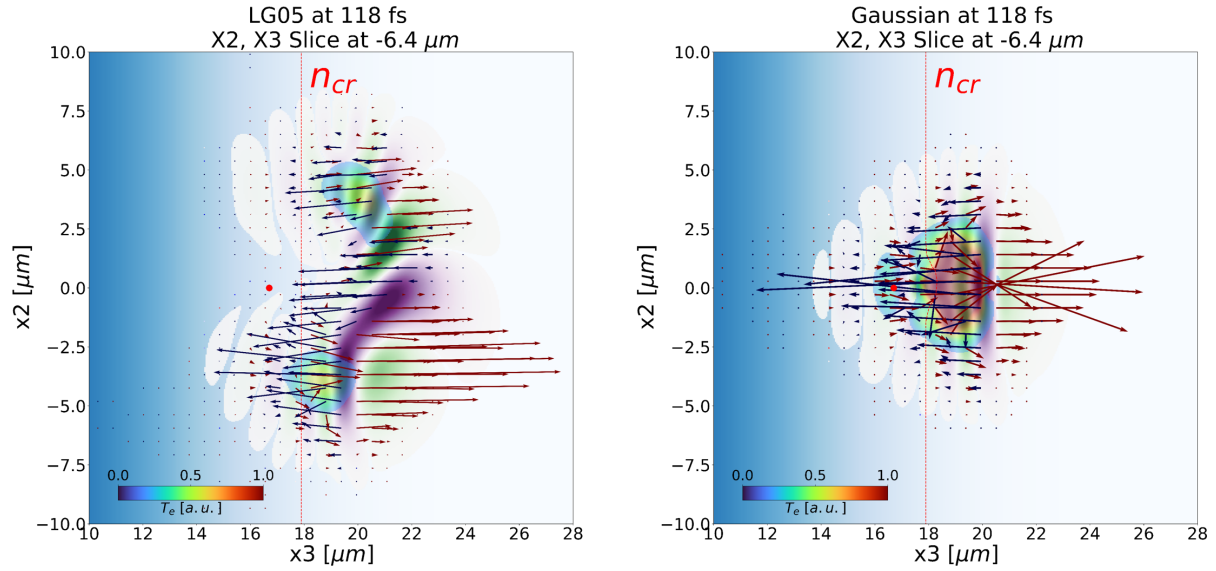 LG05 at 118 fs
X2, X3 Slice at -6.4 μm
10.0
7.5
5.0
2.5
0.0
−2.5
−5.0
−7.5
−10.0
x2 [μm]
n_cr
0.0 0.5 1.0
T_e [a.u.]
10 12 14 16 18 20 22 24 26 28
x3 [μm]
Gaussian at 118 fs
X2, X3 Slice at -6.4 μm
10.0
7.5
5.0
2.5
0.0
−2.5
−5.0
−7.5
−10.0
x2 [μm]
n_cr
0.0 0.5 1.0
T_e [a.u.]
10 12 14 16 18 20 22 24 26 28
x3 [μm]